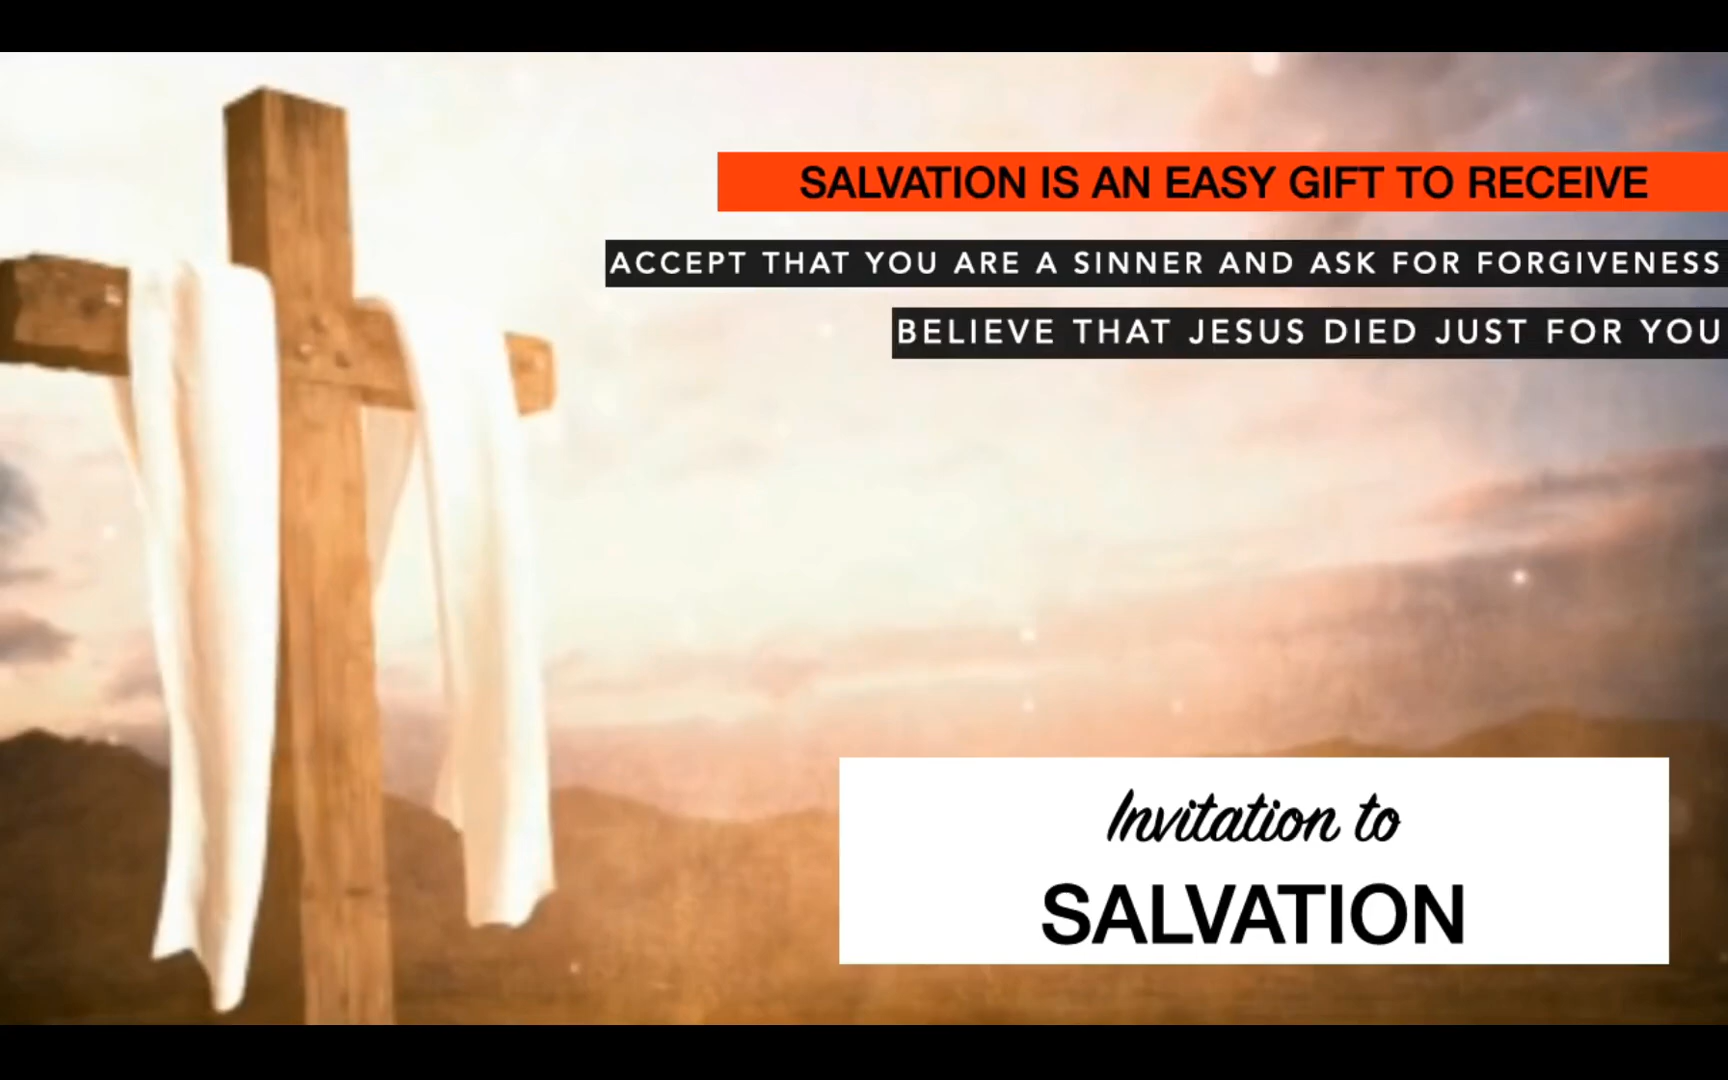 SALVATION IS AN EASY GIFT TO RECEIVE
ACCEPT THAT YOU ARE A SINNER AND ASK FOR FORGIVENESS
BELIEVE THAT JESUS DIED JUST FOR YOU
Invitation to
SALVATION